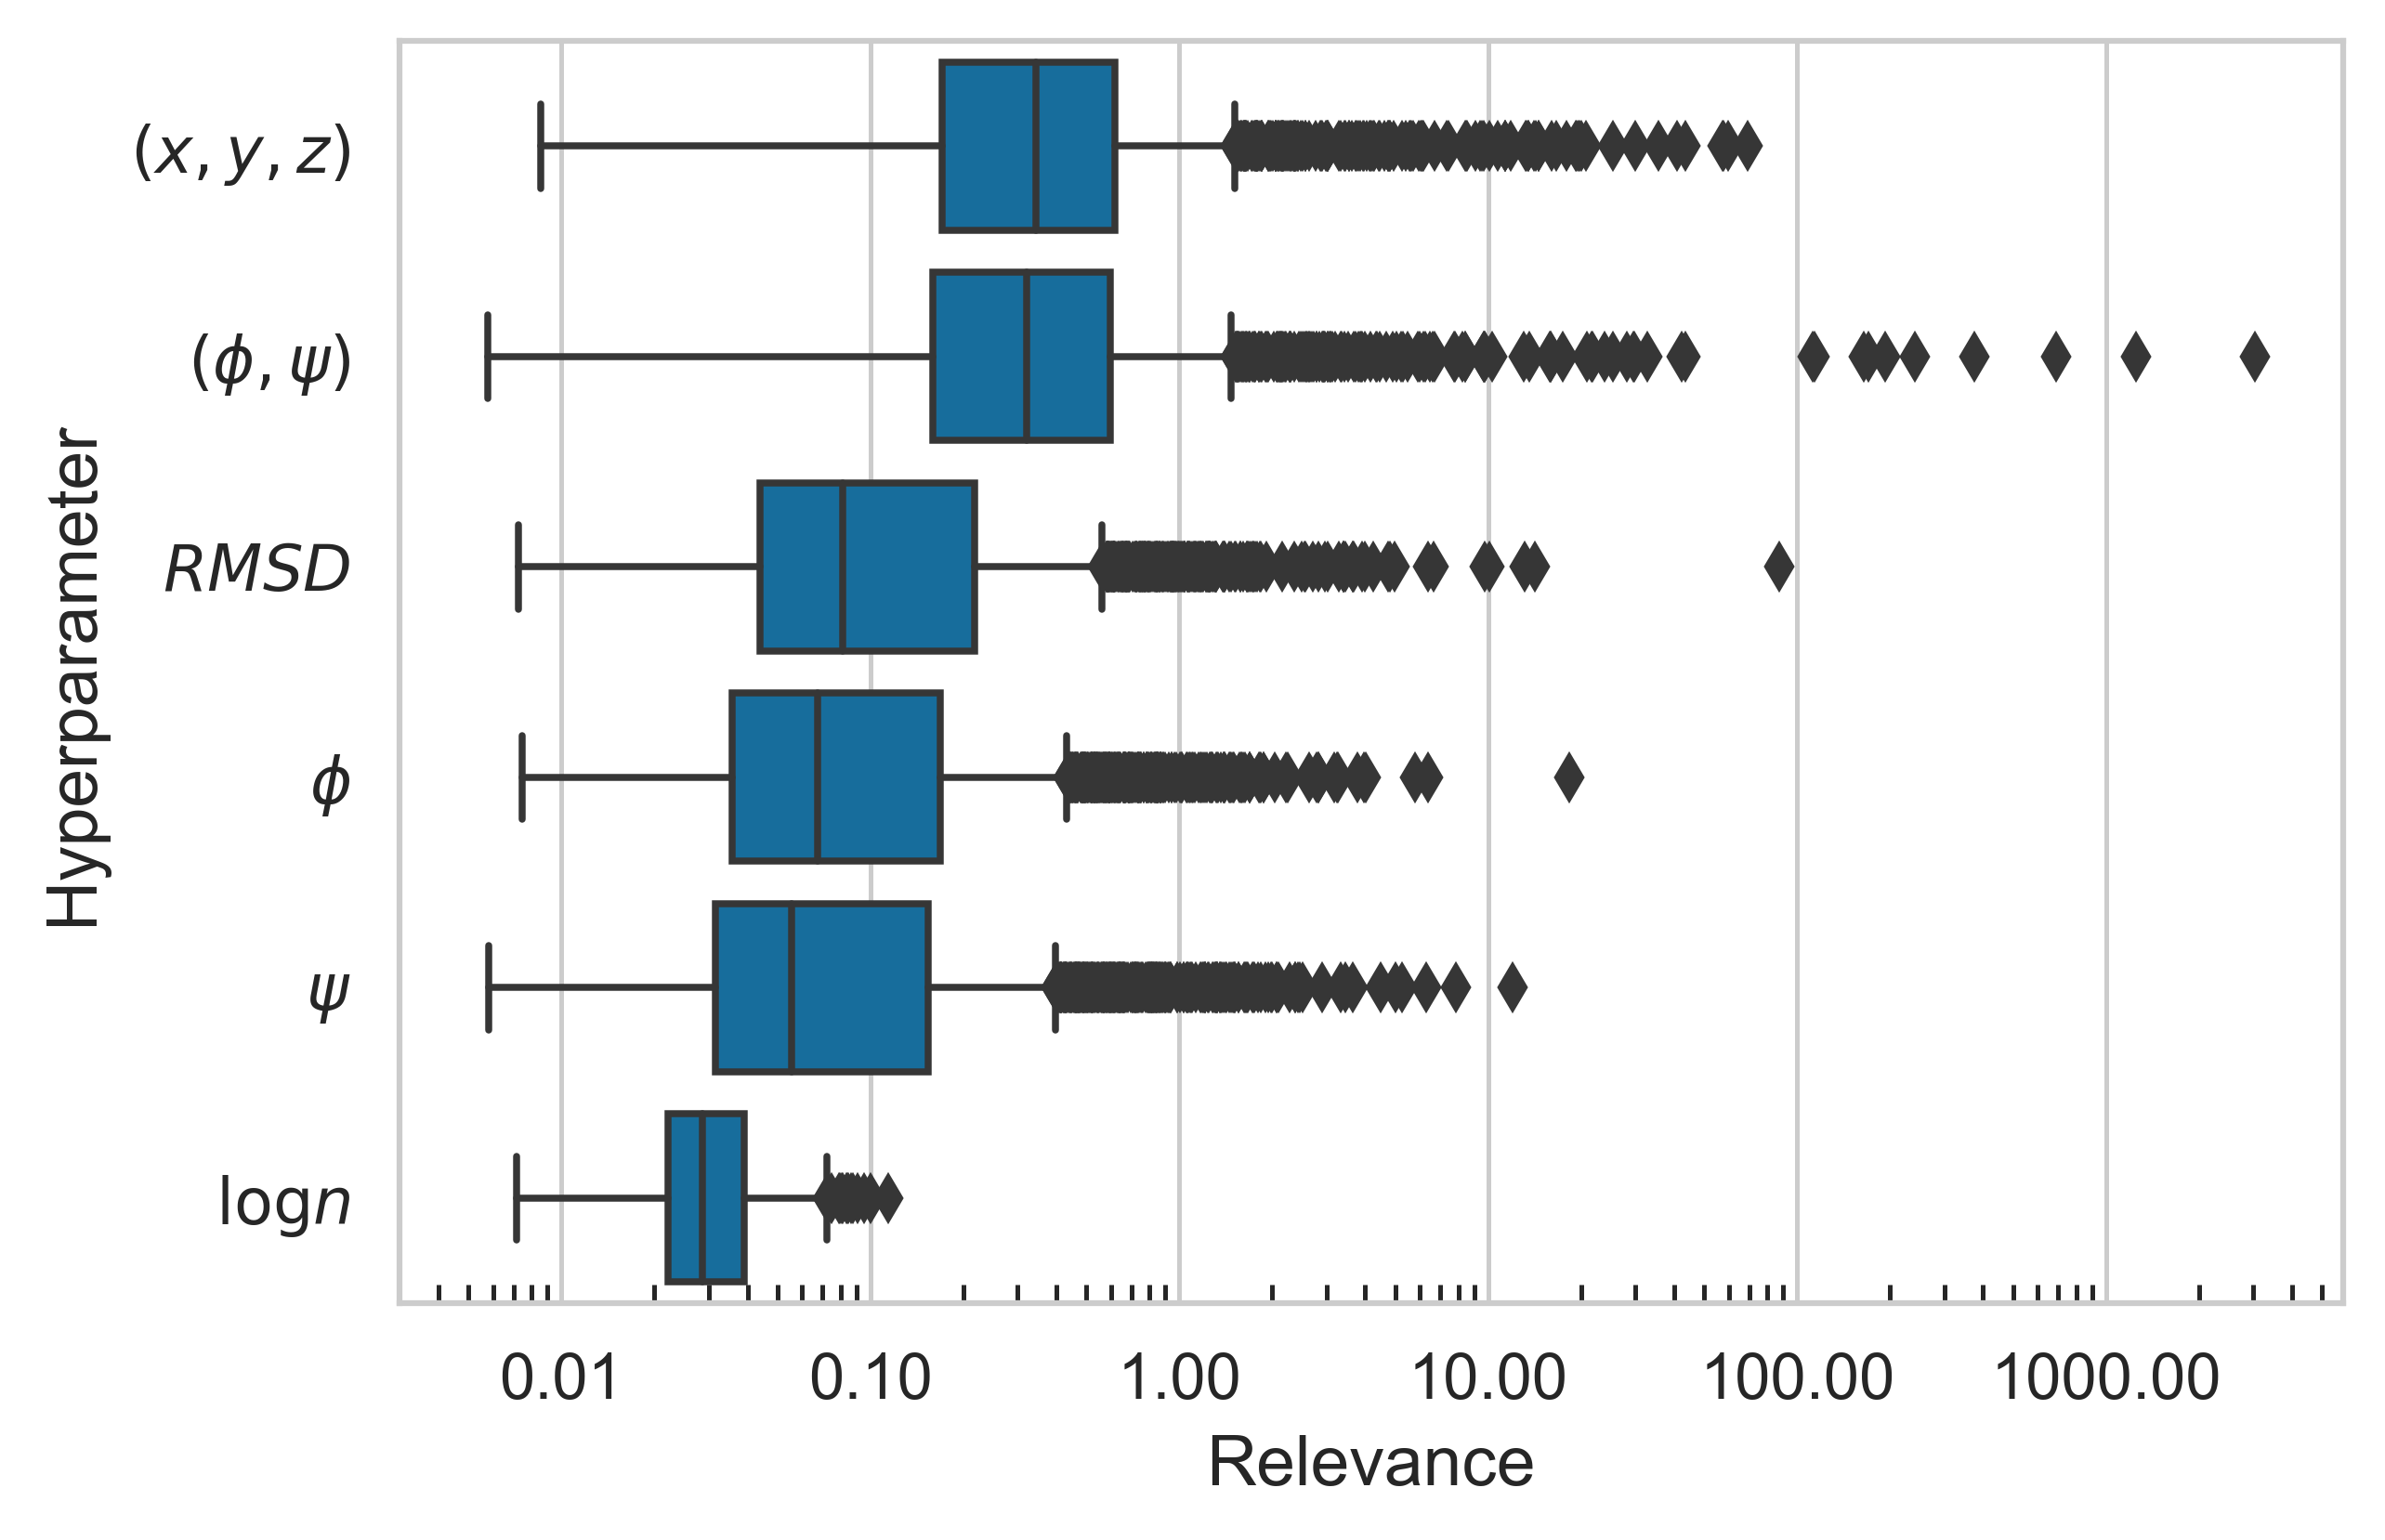 (x, y, z)
(ϕ, ψ)
RMSD
ϕ
ψ
logn
Hyperparameter
0.01 0.10 1.00 10.00 100.00 1000.00
Relevance